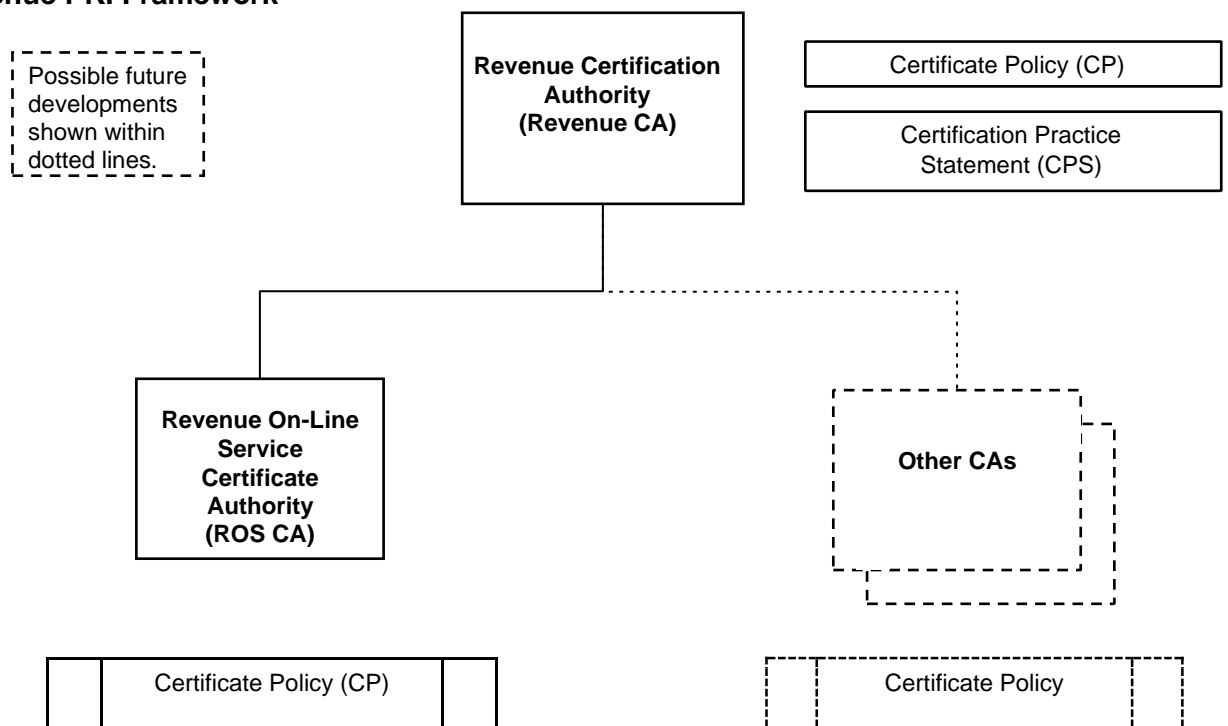 Framework
Possible future
developments
shown within
dotted lines.
Revenue Certification
Authority
(Revenue CA)
Certificate Policy (CP)
Certification Practice
Statement (CPS)
Revenue On-Line
Service
Certificate
Authority
(ROS CA)
Other CAs
Certificate Policy (CP)
Certificate Policy